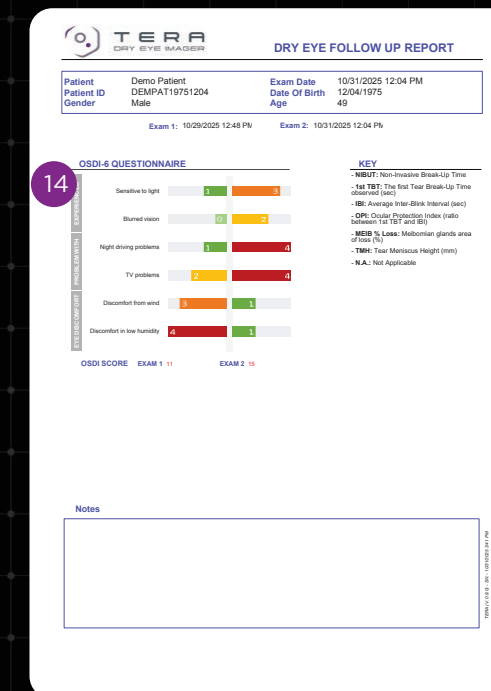 TERA
DRY EYE IMAGER
DRY EYE FOLLOW UP REPORT
Patient Demo Patient Exam Date 10/31/2025 12:04 PM
Patient ID DEMPAT19751204 Date Of Birth 12/04/1975
Gender Male Age 49
Exam 1: 10/29/2025 12:48 PM Exam 2: 10/31/2025 12:04 PM
14
OSDI-6 QUESTIONNAIRE
EXPERIENCED
Sensitive to light 1 3
Blurred vision 0 2
PROBLEM WITH
Night driving problems 1 4
TV problems 2 4
EYE DISCOMFORT
Discomfort from wind 3 1
Discomfort in low humidity 4 1
OSDI SCORE EXAM 1 11 EXAM 2 15
KEY
- NIBUT: Non-Invasive Break-Up Time
- 1st TBT: The first Tear Break-Up Time
observed (sec)
- IBI: Average Inter-Blink Interval (sec)
- OPI: Ocular Protection Index (ratio
between 1st TBT and IBI)
- MEIB % Loss: Meibomian glands area
of loss (%)
- TMH: Tear Meniscus Height (mm)
- N.A.: Not Applicable
Notes